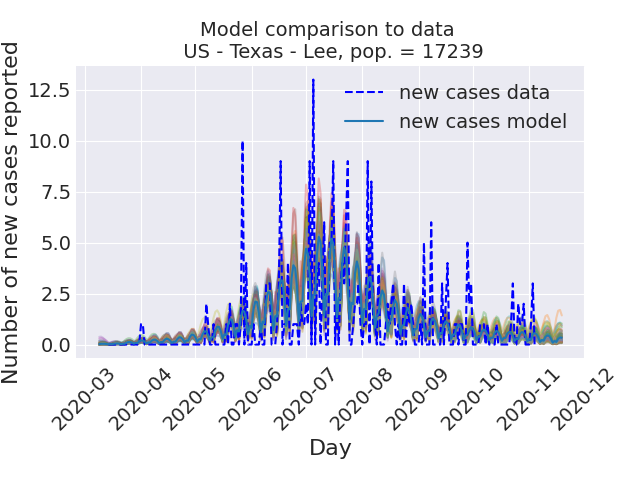 Model comparison to data
US - Texas - Lee, pop. = 17239
new cases data
new cases model
Number of new cases reported
12.5
10.0
7.5
5.0
2.5
0.0
2020-03
2020-04
2020-05
2020-06
2020-07
2020-08
2020-09
2020-10
2020-11
2020-12
Day